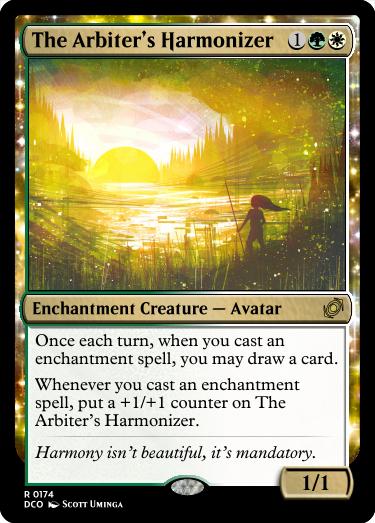 The Arbiter's Harmonizer 1
Enchantment Creature — Avatar
Once each turn, when you cast an
enchantment spell, you may draw a card.
Whenever you cast an enchantment
spell, put a +1/+1 counter on The
Arbiter's Harmonizer.
Harmony isn't beautiful, it's mandatory.
1/1
R 0174
DCO Scott Uminga